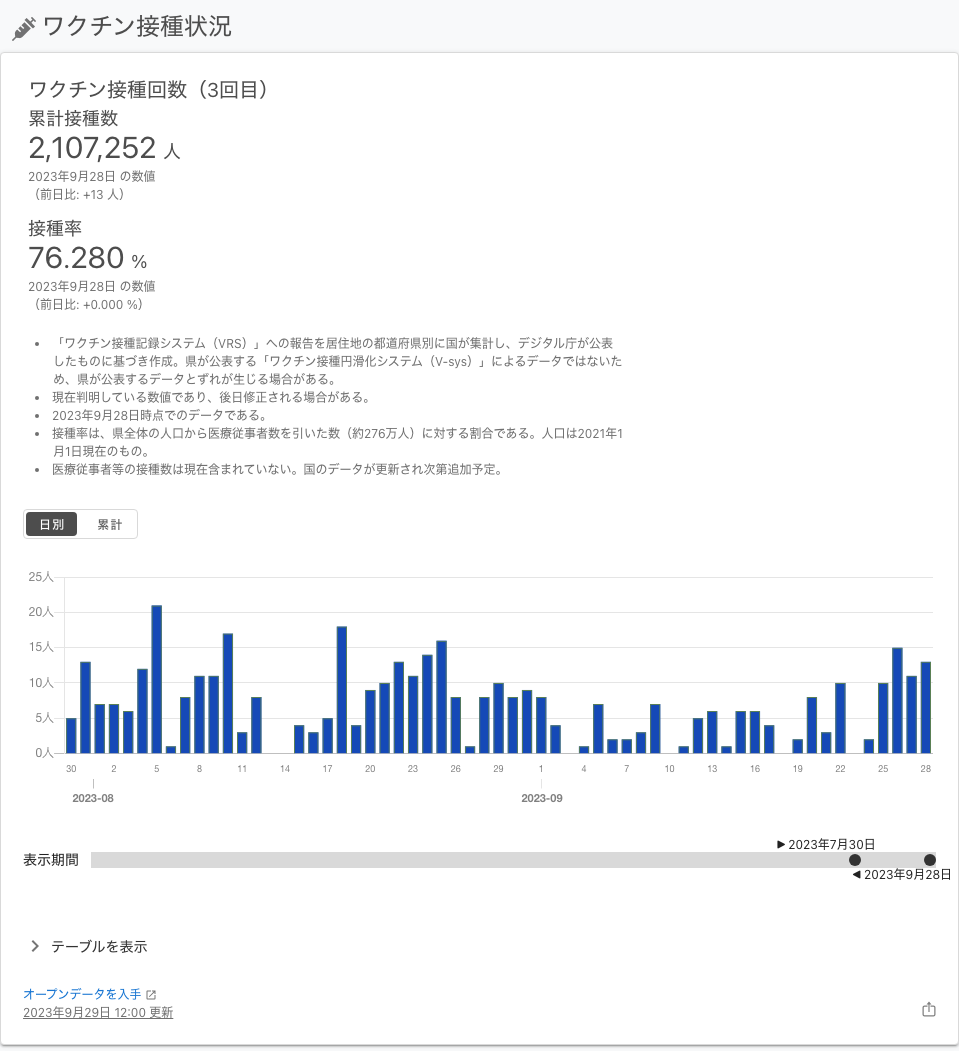 ワクチン接種状況
ワクチン接種回数（3回目）
累計接種数
2,107,252 人
2023年9月28日 の数値
（前日比: +13 人）
接種率
76.280 %
2023年9月28日 の数値
（前日比: +0.000 %）
• 「ワクチン接種記録システム（VRS）」への報告を居住地の都道府県別に国が集計し、デジタル庁が公表
したものに基づき作成。県が公表する「ワクチン接種円滑化システム（V-sys）」によるデータではないた
め、県が公表するデータとずれが生じる場合がある。
• 現在判明している数値であり、後日修正される場合がある。
• 2023年9月28日時点でのデータである。
• 接種率は、県全体の人口から医療従事者数を引いた数（約276万人）に対する割合である。人口は2021年1
月1日現在のもの。
• 医療従事者等の接種数は現在含まれていない。国のデータが更新され次第追加予定。
日別 累計
25人
20人
15人
10人
5人
0人
30 2 5 8 11 14 17 20 23 26 29 1 4 7 10 13 16 19 22 25 28
2023-08 2023-09
▶ 2023年7月30日
表示期間
◀ 2023年9月28日
テーブルを表示
オープンデータを入手
2023年9月29日 12:00 更新